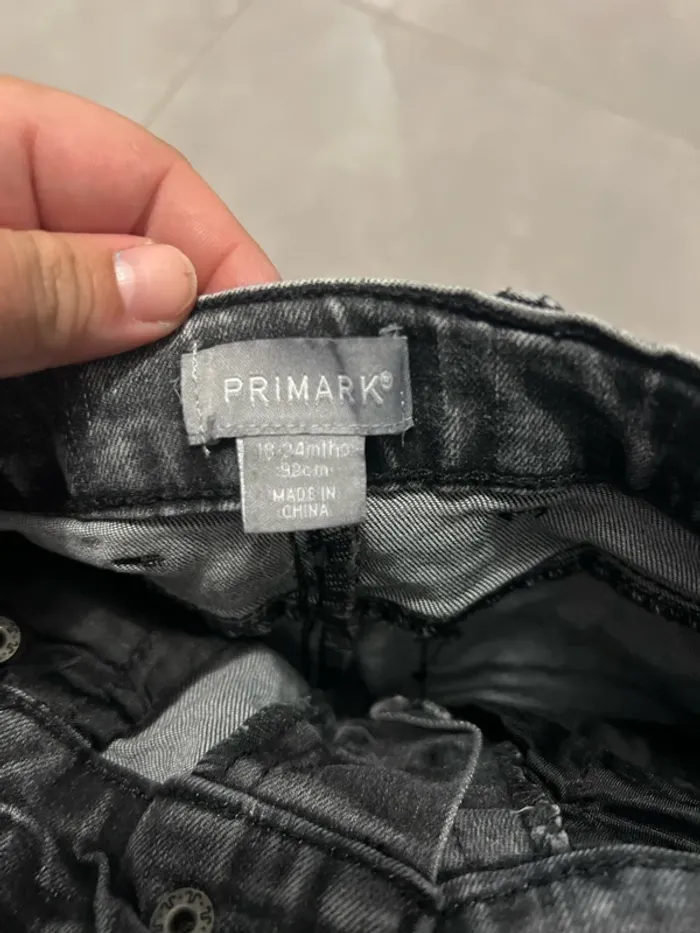 PRIMARK®
18-24mths
92cm
MADE IN
CHINA